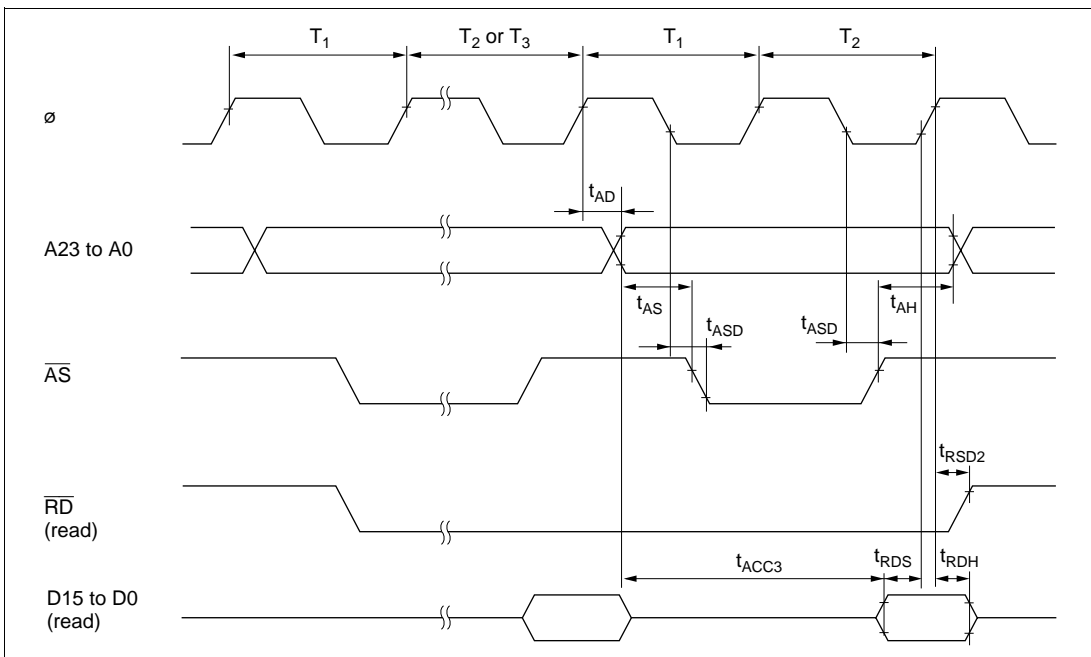 T1
T2 or T3
T1
T2
ø
tAD
A23 to A0
tAS
tASD
tASD
tAH
AS
tRSD2
RD
(read)
tACC3
tRDS
tRDH
D15 to D0
(read)